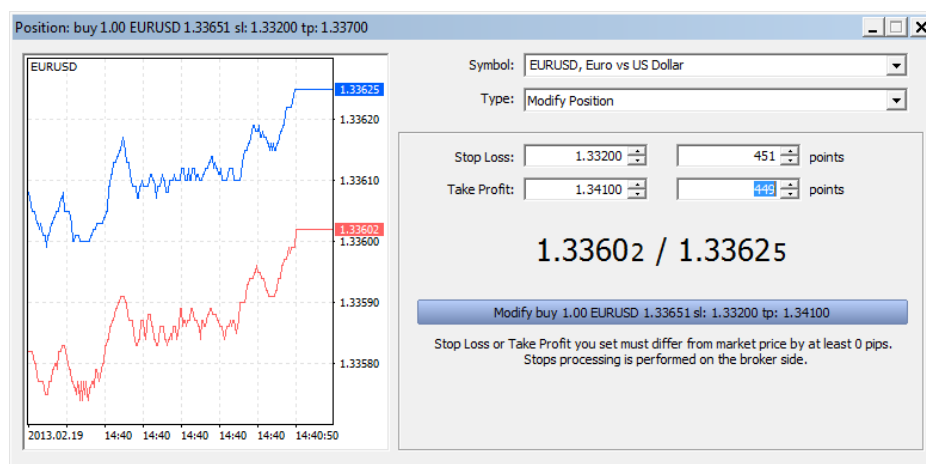 Position: buy 1.00 EURUSD 1.33651 sl: 1.33200 tp: 1.33700
EURUSD
1.33625
1.33620
1.33610
1.33602
1.33600
1.33590
1.33580
2013.02.19 14:40 14:40 14:40 14:40 14:40 14:40:50
Symbol: EURUSD, Euro vs US Dollar
Type: Modify Position
Stop Loss: 1.33200 451 points
Take Profit: 1.34100 449 points
1.33602 / 1.33625
Modify buy 1.00 EURUSD 1.33651 sl: 1.33200 tp: 1.34100
Stop Loss or Take Profit you set must differ from market price by at least 0 pips.
Stops processing is performed on the broker side.